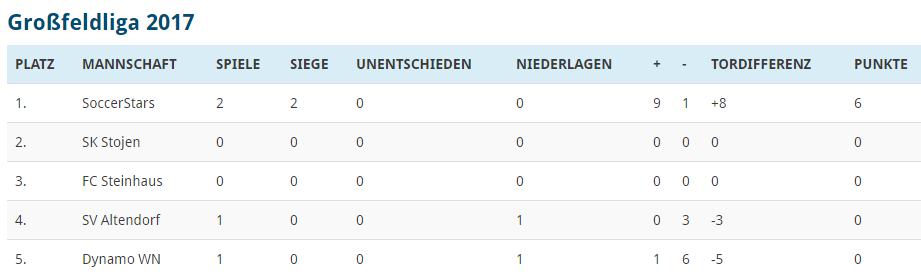 Großfeldliga 2017
PLATZ MANNSCHAFT SPIELE SIEGE UNENTSCHIEDEN NIEDERLAGEN + - TORDIFFERENZ PUNKTE
1. SoccerStars 2 2 0 0 9 1 +8 6
2. SK Stojen 0 0 0 0 0 0 0 0
3. FC Steinhaus 0 0 0 0 0 0 0 0
4. SV Altendorf 1 0 0 1 0 3 -3 0
5. Dynamo WN 1 0 0 1 1 6 -5 0